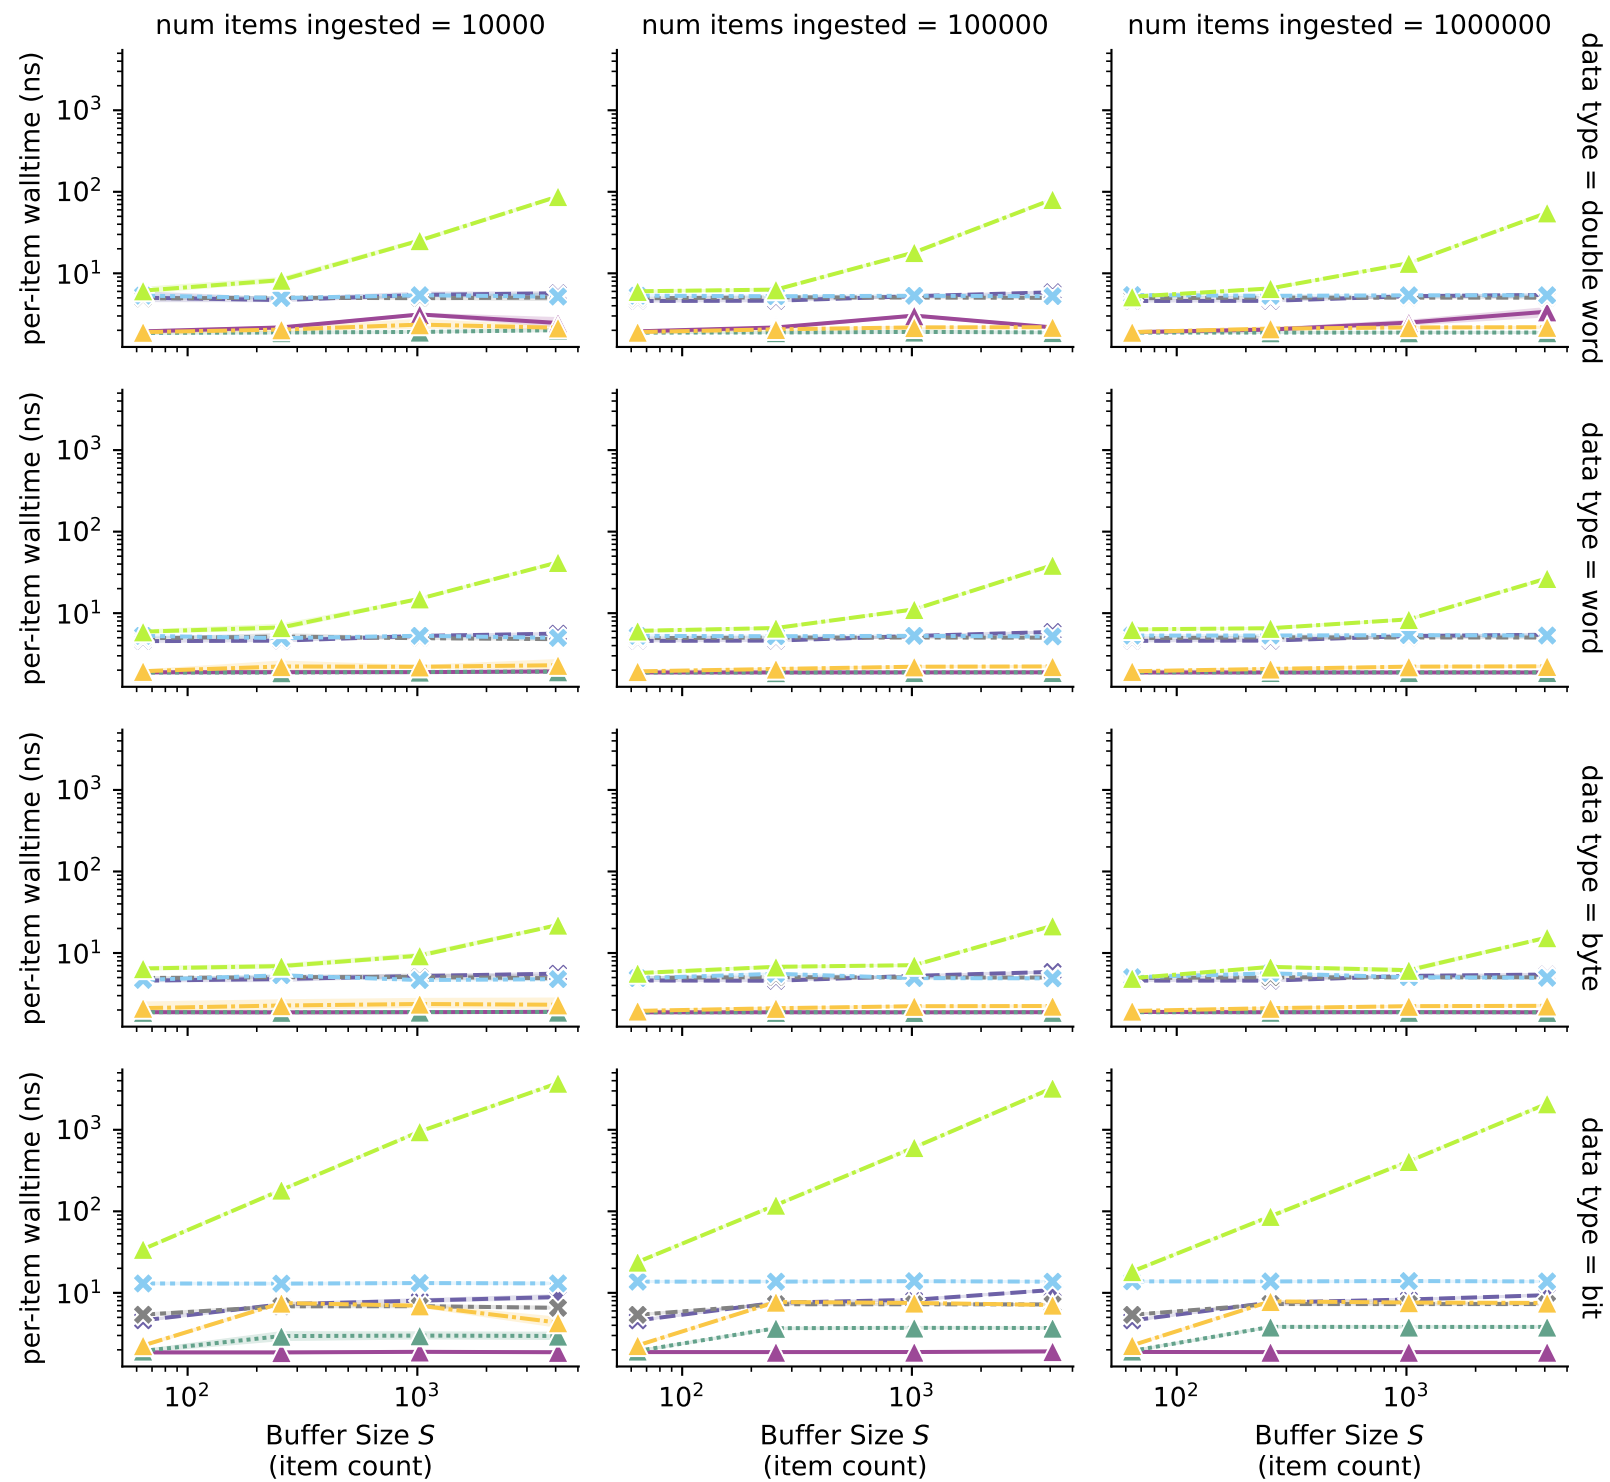 num items ingested = 10000
num items ingested = 100000
num items ingested = 1000000
per-item walltime (ns)
10³
10²
10¹
data type = double word
per-item walltime (ns)
10³
10²
10¹
data type = word
per-item walltime (ns)
10³
10²
10¹
data type = byte
per-item walltime (ns)
10³
10²
10¹
data type = bit
10²
10³
10²
10³
10²
10³
Buffer Size S
(item count)
Buffer Size S
(item count)
Buffer Size S
(item count)